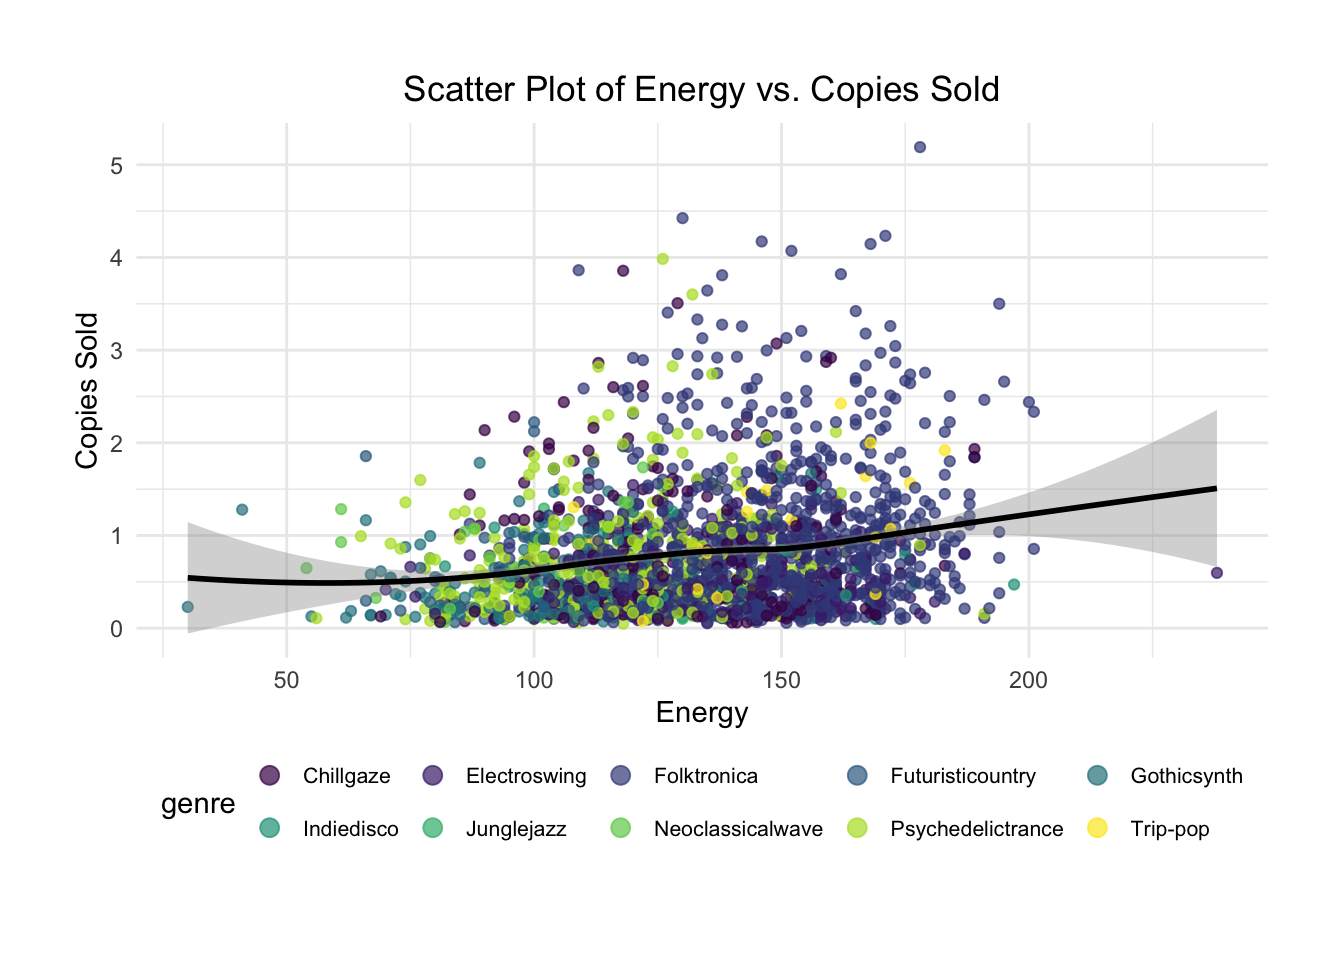 Scatter Plot of Energy vs. Copies Sold
5
4
3
2
1
0
Copies Sold
50 100 150 200
Energy
genre
Chillgaze Electroswing Folktronica Futuristicountry Gothicsynth
Indiedisco Junglejazz Neoclassicalwave Psychedelictrance Trip-pop